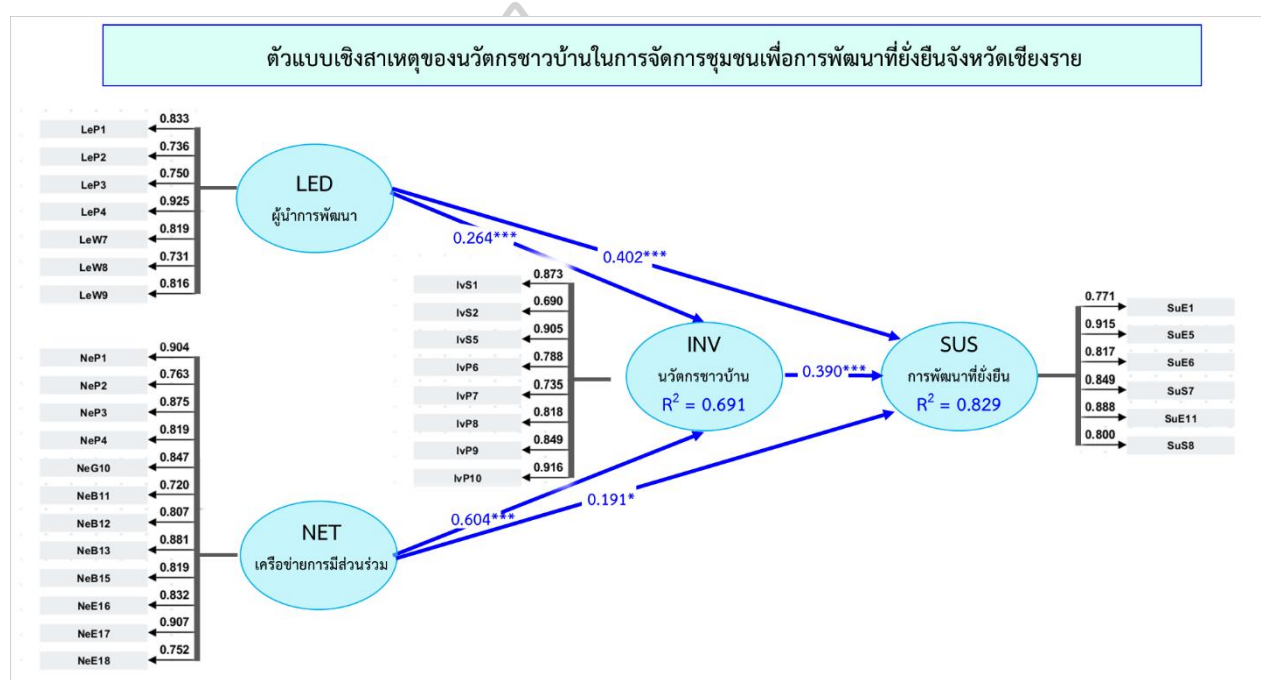 ตัวแบบเชิงสาเหตุของนวัตกรชาวบ้านในการจัดการชุมชนเพื่อการพัฒนาที่ยั่งยืนจังหวัดเชียงราย
LeP1 0.833
LeP2 0.736
LeP3 0.750
LeP4 0.925
LeW7 0.819
LeW8 0.731
LeW9 0.816
LED
ผู้นำการพัฒนา
0.264***
0.402***
IvS1 0.873
IvS2 0.690
IvS5 0.905
IvP6 0.788
IvP7 0.735
IvP8 0.818
IvP9 0.849
IvP10 0.916
INV
นวัตกรชาวบ้าน
R² = 0.691
0.390***
SUS
การพัฒนาที่ยั่งยืน
R² = 0.829
0.771 SuE1
0.915 SuE5
0.817 SuE6
0.849 SuS7
0.888 SuE11
0.800 SuS8
NeP1 0.904
NeP2 0.763
NeP3 0.875
NeP4 0.819
NeG10 0.847
NeB11 0.720
NeB12 0.807
NeB13 0.881
NeB15 0.819
NeE16 0.832
NeE17 0.907
NeE18 0.752
NET
เครือข่ายการมีส่วนร่วม
0.604***
0.191*